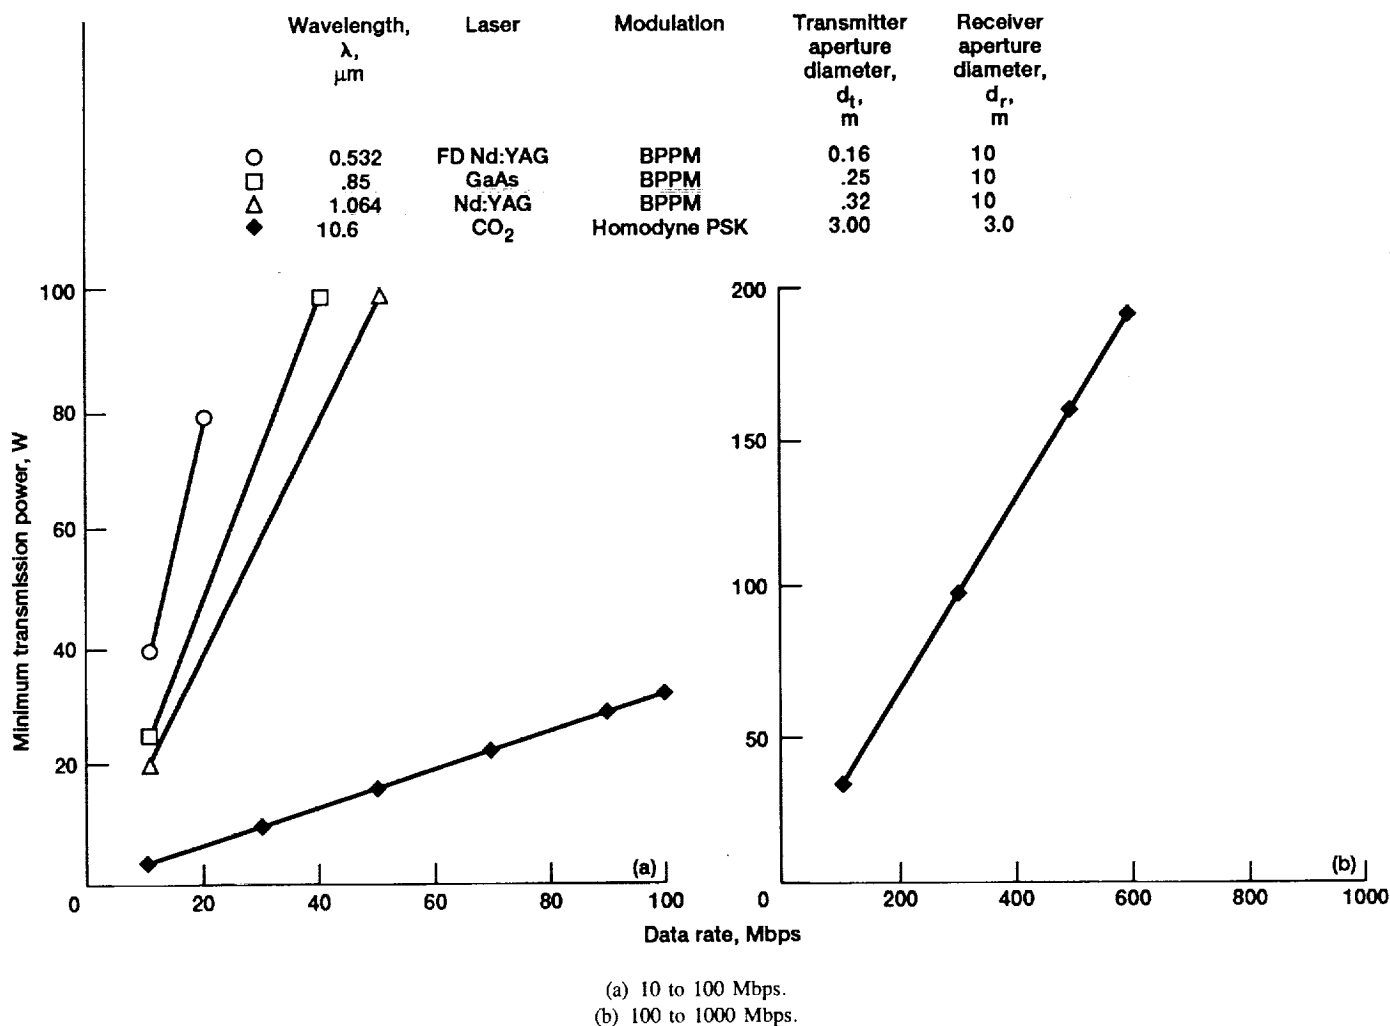 Wavelength, Laser Modulation Transmitter Receiver
λ, aperture aperture
μm diameter, diameter,
dt, dr,
m m
0.532 FD Nd:YAG BPPM 0.16 10
.85 GaAs BPPM .25 10
1.064 Nd:YAG BPPM .32 10
10.6 CO2 Homodyne PSK 3.00 3.0
Minimum transmission power, W
100
80
60
40
20
0 20 40 60 80 100
(a)
200
150
100
50
0 200 400 600 800 1000
(b)
Data rate, Mbps
(a) 10 to 100 Mbps.
(b) 100 to 1000 Mbps.